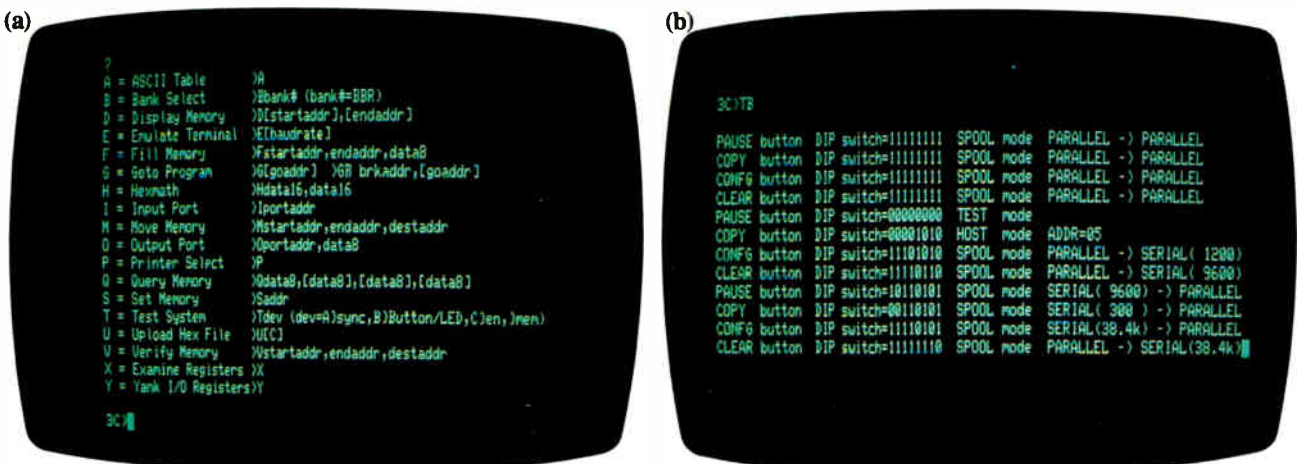 (a)
?
A = ASCII Table >A
B = Bank Select >Bbank# (bank#=BBR)
D = Display Memory >D[startaddr],[endaddr]
E = Emulate Terminal >E[baudrate]
F = Fill Memory >Fstartaddr,endaddr,data8
G = Goto Program >G[goaddr] >GB brkaddr,[goaddr]
H = Hexmath >Hdata16,data16
I = Input Port >Iportaddr
M = Move Memory >Mstartaddr,endaddr,destaddr
O = Output Port >Oportaddr,data8
P = Printer Select >P
Q = Query Memory >Qdata8,[data8],[data8],[data8]
S = Set Memory >Saddr
T = Test System >Tdev (dev=A)sync,B)Button/LED,C)en,)mem)
U = Upload Hex File >U[C]
V = Verify Memory >Vstartaddr,endaddr,destaddr
X = Examine Registers >X
Y = Yank I/O Registers>Y
3C>
(b)
3C>TB
PAUSE button DIP switch=11111111 SPOOL mode PARALLEL -> PARALLEL
COPY button DIP switch=11111111 SPOOL mode PARALLEL -> PARALLEL
CONFG button DIP switch=11111111 SPOOL mode PARALLEL -> PARALLEL
CLEAR button DIP switch=11111111 SPOOL mode PARALLEL -> PARALLEL
PAUSE button DIP switch=00000000 TEST mode
COPY button DIP switch=00001010 HOST mode ADDR=05
CONFG button DIP switch=11101010 SPOOL mode PARALLEL -> SERIAL( 1200)
CLEAR button DIP switch=11110110 SPOOL mode PARALLEL -> SERIAL( 9600)
PAUSE button DIP switch=10110101 SPOOL mode SERIAL( 9600) -> PARALLEL
COPY button DIP switch=00110101 SPOOL mode SERIAL( 300 ) -> PARALLEL
CONFG button DIP switch=11110101 SPOOL mode SERIAL(38.4k) -> PARALLEL
CLEAR button DIP switch=11111110 SPOOL mode PARALLEL -> SERIAL(38.4k)